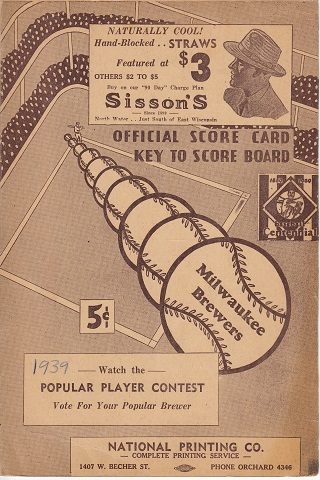 NATURALLY COOL!
Hand-Blocked . . STRAWS
Featured at $3
OTHERS $2 TO $5
Buy on our "90 Day" Charge Plan
Sisson'S
Since 1899
North Water . . Just South of East Wisconsin
OFFICIAL SCORE CARD
KEY TO SCORE BOARD
Centennial
Milwaukee
Brewers
5¢
1939
Watch the
POPULAR PLAYER CONTEST
Vote For Your Popular Brewer
NATIONAL PRINTING CO.
— COMPLETE PRINTING SERVICE —
1407 W. BECHER ST. PHONE ORCHARD 4346